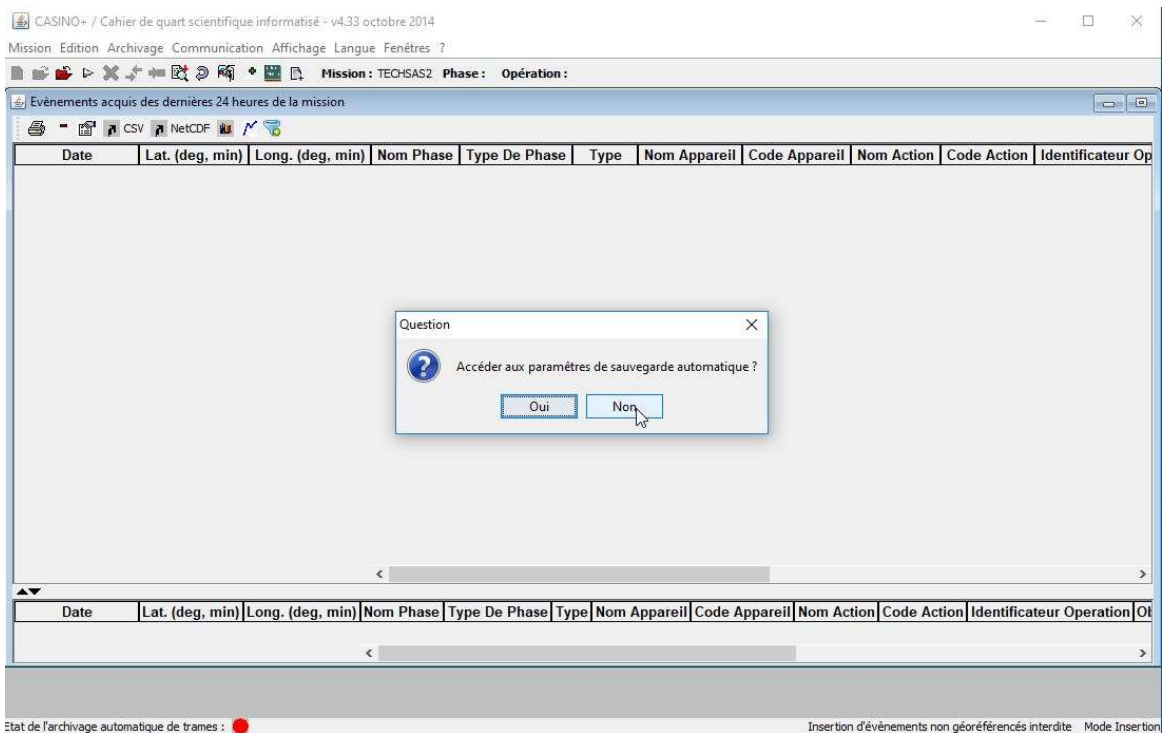 CASINO+ / Cahier de quart scientifique informatisé - v4.33 octobre 2014
Mission Edition Archivage Communication Affichage Langue Fenêtres ?
Mission : TECHSAS2 Phase : Opération :
Evènements acquis des dernières 24 heures de la mission
CSV NetCDF
Date Lat. (deg, min) Long. (deg, min) Nom Phase Type De Phase Type Nom Appareil Code Appareil Nom Action Code Action Identificateur Op
Question
Accéder aux paramêtres de sauvegarde automatique ?
Oui Non
Date Lat. (deg, min) Long. (deg, min) Nom Phase Type De Phase Type Nom Appareil Code Appareil Nom Action Code Action Identificateur Operation Ob
Etat de l'archivage automatique de trames :
Insertion d'évènements non géoréférencés interdite Mode Insertion